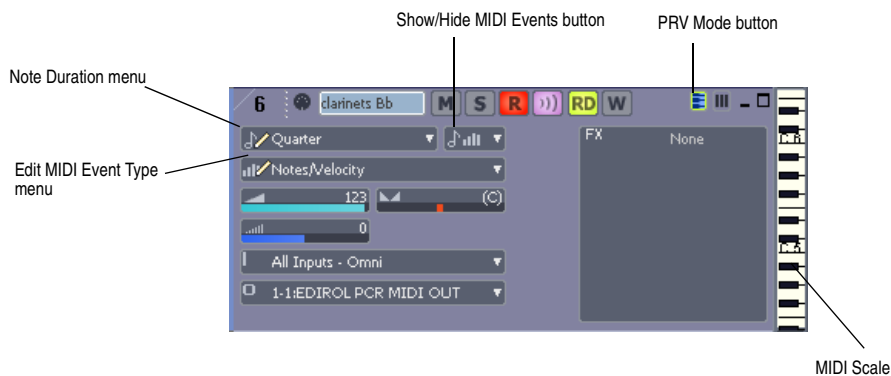 Show/Hide MIDI Events button
PRV Mode button
Note Duration menu
6 clarinets Bb M S R RD W
Quarter
FX None
C 6
Edit MIDI Event Type
menu
Notes/Velocity
123 (C)
0
C 5
All Inputs - Omni
1-1:EDIROL PCR MIDI OUT
MIDI Scale